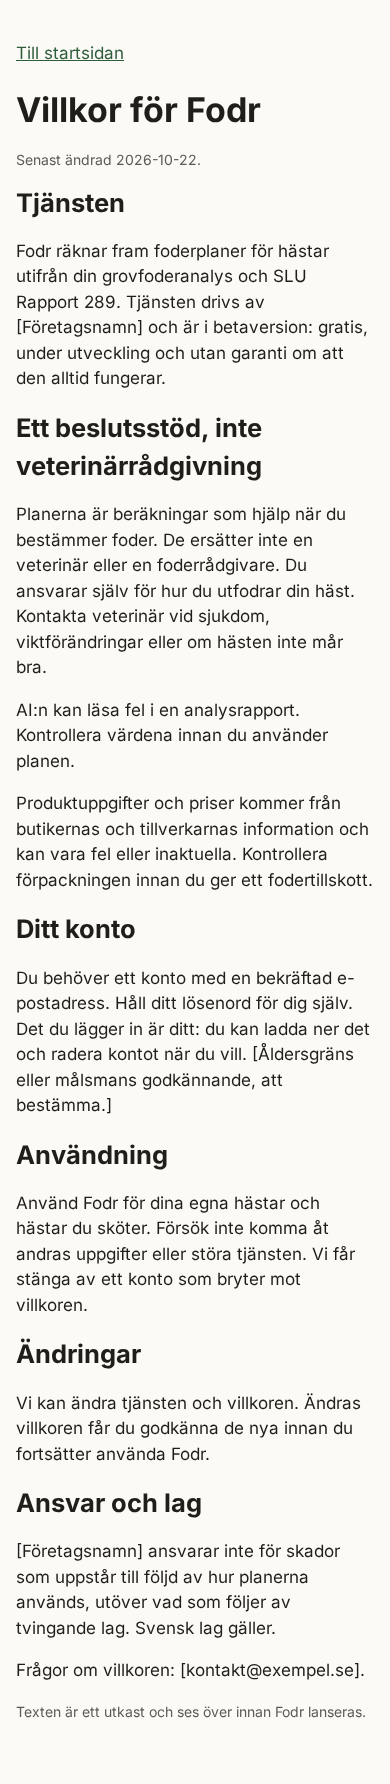 Till startsidan
Villkor för Fodr
Senast ändrad 2026-10-22.
Tjänsten
Fodr räknar fram foderplaner för hästar
utifrån din grovfoderanalys och SLU
Rapport 289. Tjänsten drivs av
[Företagsnamn] och är i betaversion: gratis,
under utveckling och utan garanti om att
den alltid fungerar.
Ett beslutsstöd, inte
veterinärrådgivning
Planerna är beräkningar som hjälp när du
bestämmer foder. De ersätter inte en
veterinär eller en foderrådgivare. Du
ansvarar själv för hur du utfodrar din häst.
Kontakta veterinär vid sjukdom,
viktförändringar eller om hästen inte mår
bra.
AI:n kan läsa fel i en analysrapport.
Kontrollera värdena innan du använder
planen.
Produktuppgifter och priser kommer från
butikernas och tillverkarnas information och
kan vara fel eller inaktuella. Kontrollera
förpackningen innan du ger ett fodertillskott.
Ditt konto
Du behöver ett konto med en bekräftad e-
postadress. Håll ditt lösenord för dig själv.
Det du lägger in är ditt: du kan ladda ner det
och radera kontot när du vill. [Åldersgräns
eller målsmans godkännande, att
bestämma.]
Användning
Använd Fodr för dina egna hästar och
hästar du sköter. Försök inte komma åt
andras uppgifter eller störa tjänsten. Vi får
stänga av ett konto som bryter mot
villkoren.
Ändringar
Vi kan ändra tjänsten och villkoren. Ändras
villkoren får du godkänna de nya innan du
fortsätter använda Fodr.
Ansvar och lag
[Företagsnamn] ansvarar inte för skador
som uppstår till följd av hur planerna
används, utöver vad som följer av
tvingande lag. Svensk lag gäller.
Frågor om villkoren: [kontakt@exempel.se].
Texten är ett utkast och ses över innan Fodr lanseras.